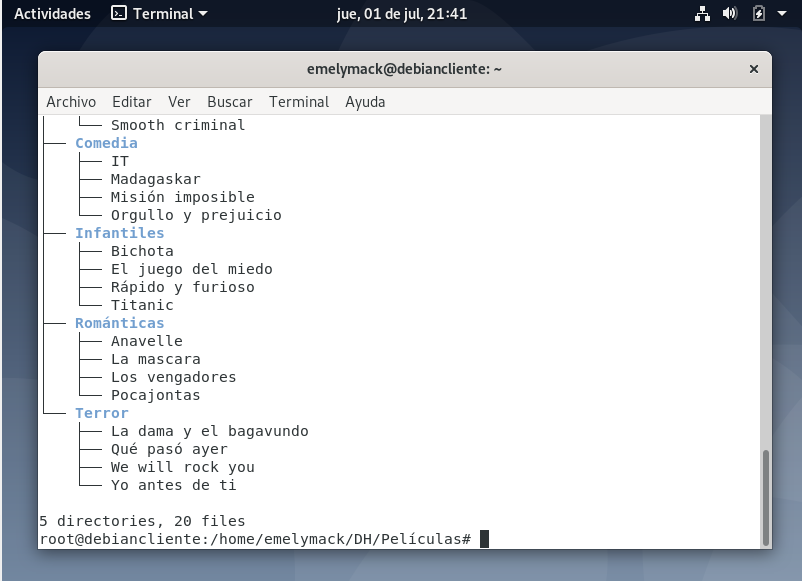 Actividades Terminal jue, 01 de jul, 21:41
emelymack@debiancliente: ~
Archivo Editar Ver Buscar Terminal Ayuda
Smooth criminal
Comedia
IT
Madagaskar
Misión imposible
Orgullo y prejuicio
Infantiles
Bichota
El juego del miedo
Rápido y furioso
Titanic
Románticas
Anavelle
La mascara
Los vengadores
Pocajontas
Terror
La dama y el bagavundo
Qué pasó ayer
We will rock you
Yo antes de ti
5 directories, 20 files
root@debiancliente:/home/emelymack/DH/Películas#